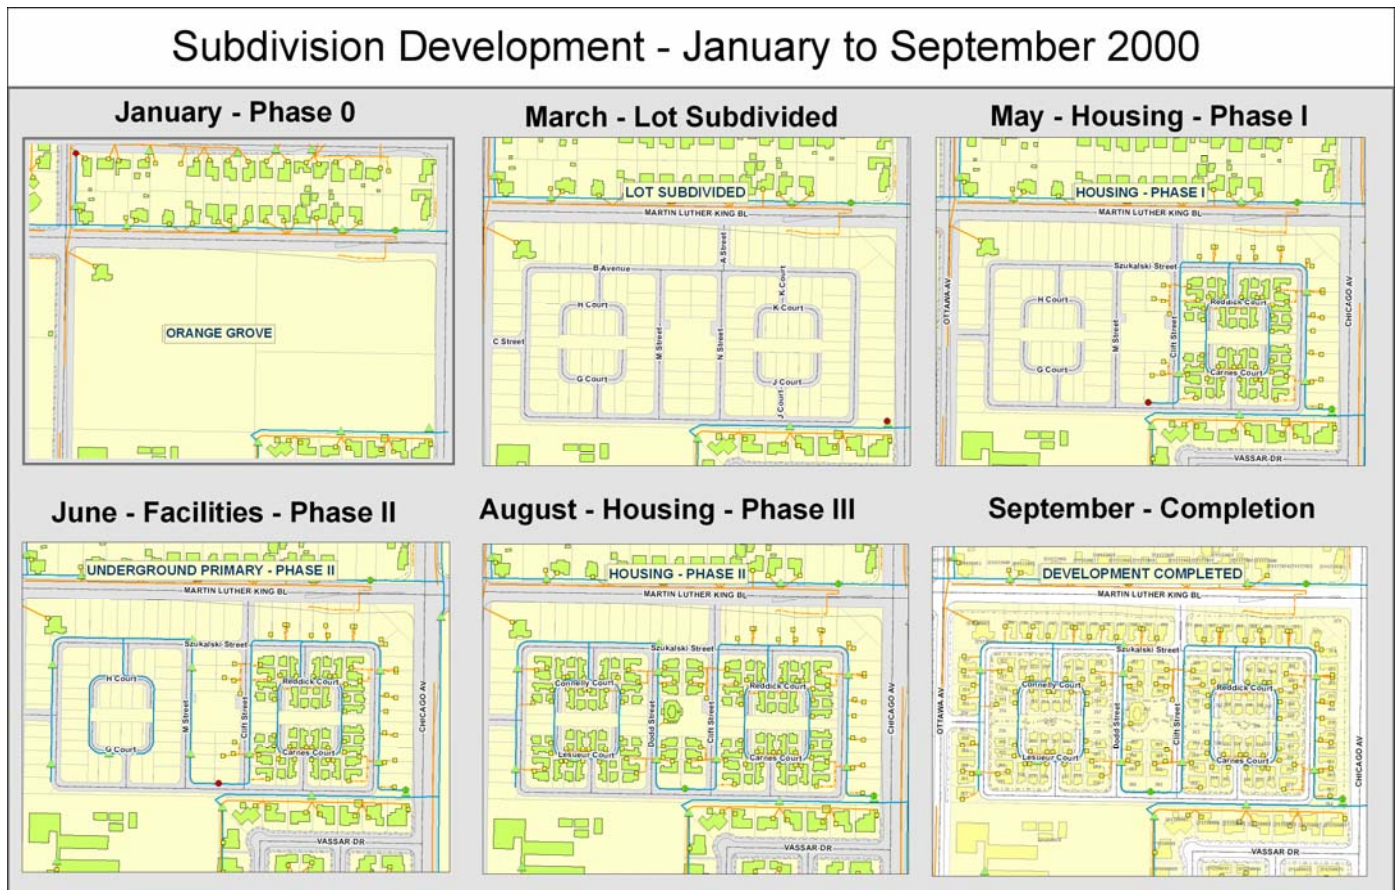 Subdivision Development - January to September 2000
January - Phase 0
ORANGE GROVE
March - Lot Subdivided
LOT SUBDIVIDED
MARTIN LUTHER KING BL
A Street
B Avenue
K Court
H Court
K Court
C Street
M Street
N Street
G Court
J Court
J Court
May - Housing - Phase I
HOUSING - PHASE I
MARTIN LUTHER KING BL
Szukalski Street
OTTAWA AV
CHICAGO AV
H Court
Reddick Court
M Street
Clift Street
G Court
Carnes Court
VASSAR DR
June - Facilities - Phase II
UNDERGROUND PRIMARY - PHASE II
MARTIN LUTHER KING BL
Szukalski Street
H Court
Reddick Court
CHICAGO AV
M Street
Clift Street
G Court
Carnes Court
VASSAR DR
August - Housing - Phase III
HOUSING - PHASE II
MARTIN LUTHER KING BL
Szukalski Street
Connelly Court
Reddick Court
CHICAGO AV
Dodd Street
Clift Street
Lesueur Court
Carnes Court
VASSAR DR
September - Completion
DEVELOPMENT COMPLETED
MARTIN LUTHER KING BL
Szukalski Street
OTTAWA AV
Connelly Court
Reddick Court
Dodd Street
Clift Street
Lesueur Court
Carnes Court
CHICAGO AV
VASSAR DR